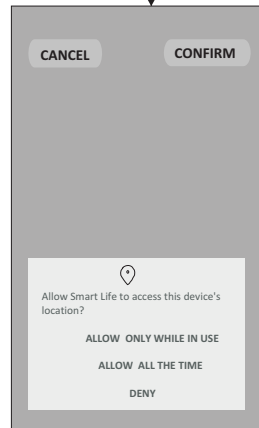 CANCEL CONFIRM
Allow Smart Life to access this device's
location?
ALLOW ONLY WHILE IN USE
ALLOW ALL THE TIME
DENY